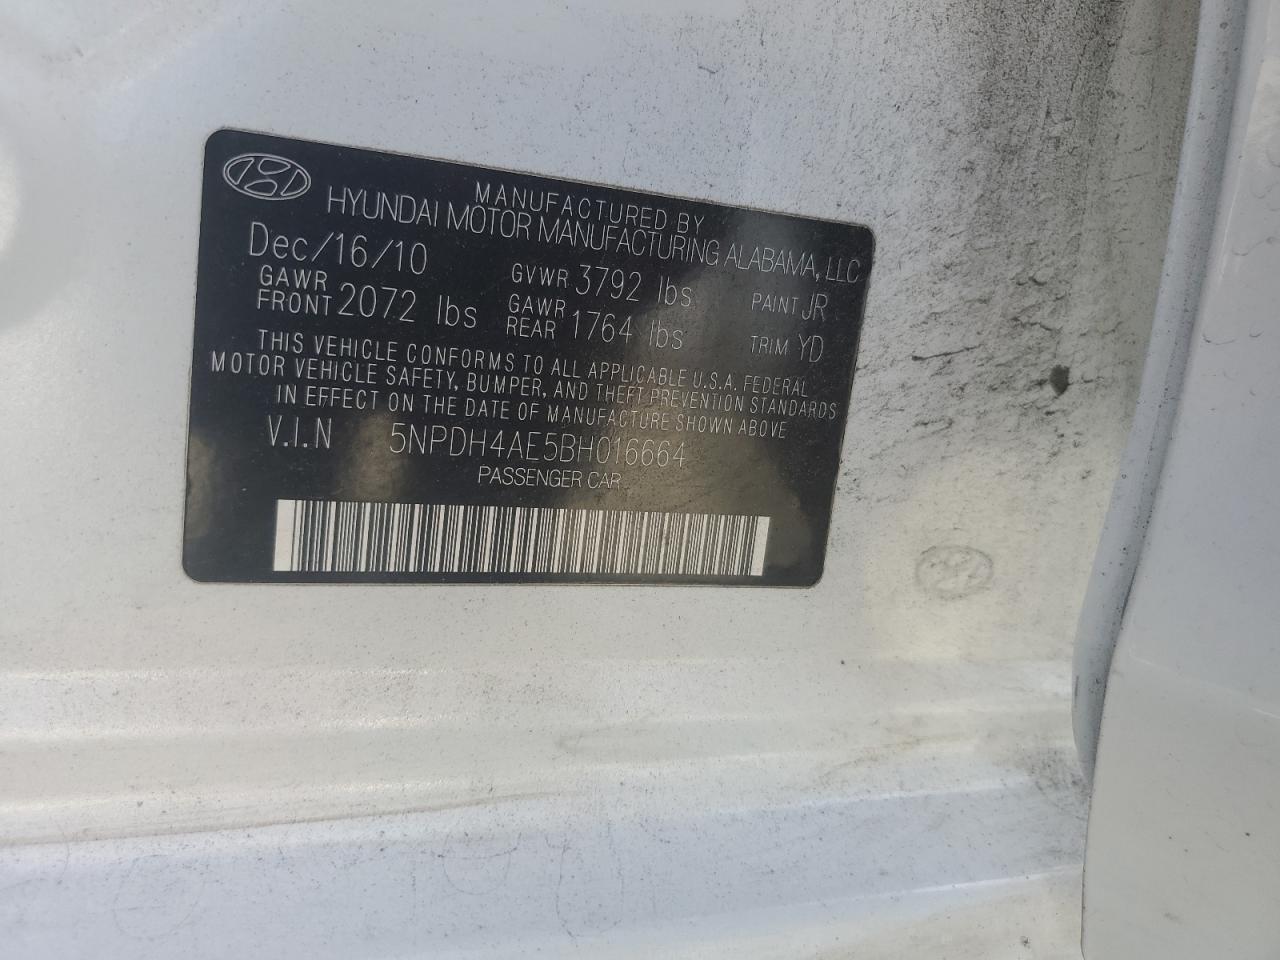 MANUFACTURED BY
HYUNDAI MOTOR MANUFACTURING ALABAMA, LLC
Dec/16/10 GVWR 3792 lbs PAINT JR
GAWR FRONT 2072 lbs GAWR REAR 1764 lbs TRIM YD
THIS VEHICLE CONFORMS TO ALL APPLICABLE U.S.A. FEDERAL
MOTOR VEHICLE SAFETY, BUMPER, AND THEFT PREVENTION STANDARDS
IN EFFECT ON THE DATE OF MANUFACTURE SHOWN ABOVE
V.I.N 5NPDH4AE5BH016664
PASSENGER CAR